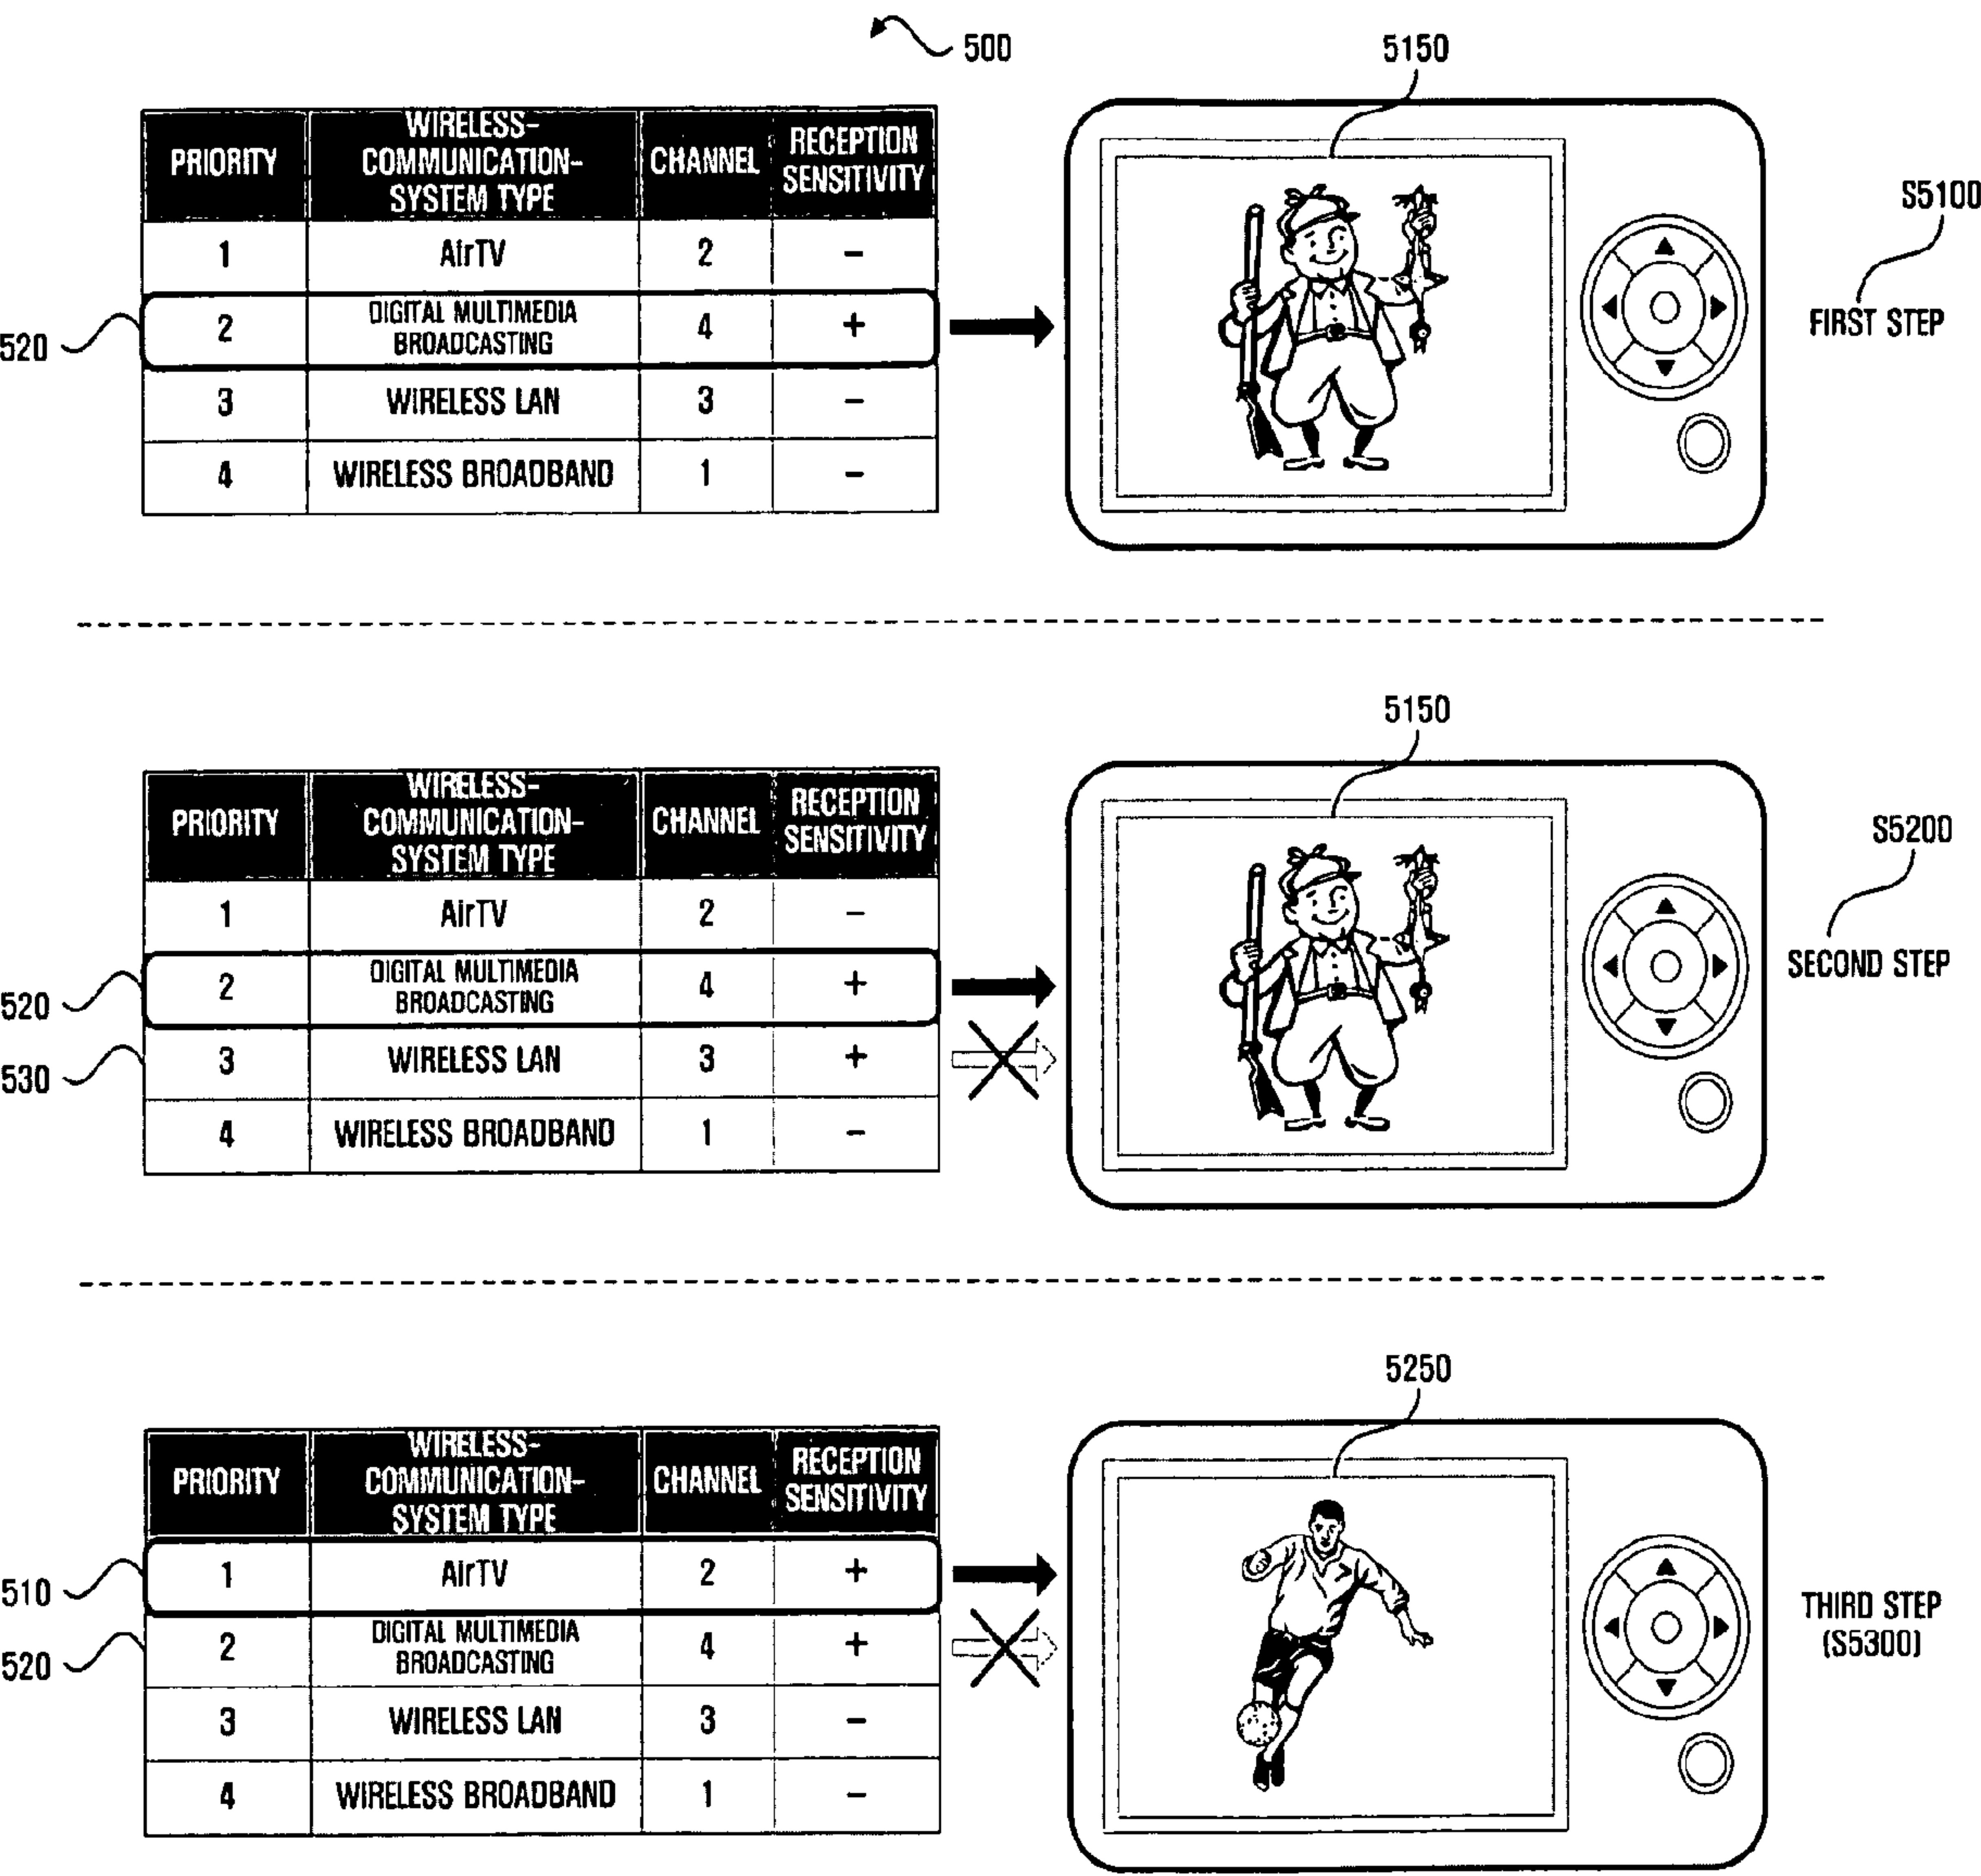 500
5150
PRIORITY
WIRELESS-
COMMUNICATION-
SYSTEM TYPE
CHANNEL
RECEPTION
SENSITIVITY
1 AirTV 2 –
2 DIGITAL MULTIMEDIA
BROADCASTING 4 +
3 WIRELESS LAN 3 –
4 WIRELESS BROADBAND 1 –
520
S5100
FIRST STEP
5150
PRIORITY
WIRELESS-
COMMUNICATION-
SYSTEM TYPE
CHANNEL
RECEPTION
SENSITIVITY
1 AirTV 2 –
2 DIGITAL MULTIMEDIA
BROADCASTING 4 +
3 WIRELESS LAN 3 +
4 WIRELESS BROADBAND 1 –
520
530
S5200
SECOND STEP
5250
PRIORITY
WIRELESS-
COMMUNICATION-
SYSTEM TYPE
CHANNEL
RECEPTION
SENSITIVITY
1 AirTV 2 +
2 DIGITAL MULTIMEDIA
BROADCASTING 4 +
3 WIRELESS LAN 3 –
4 WIRELESS BROADBAND 1 –
510
520
THIRD STEP
(S5300)